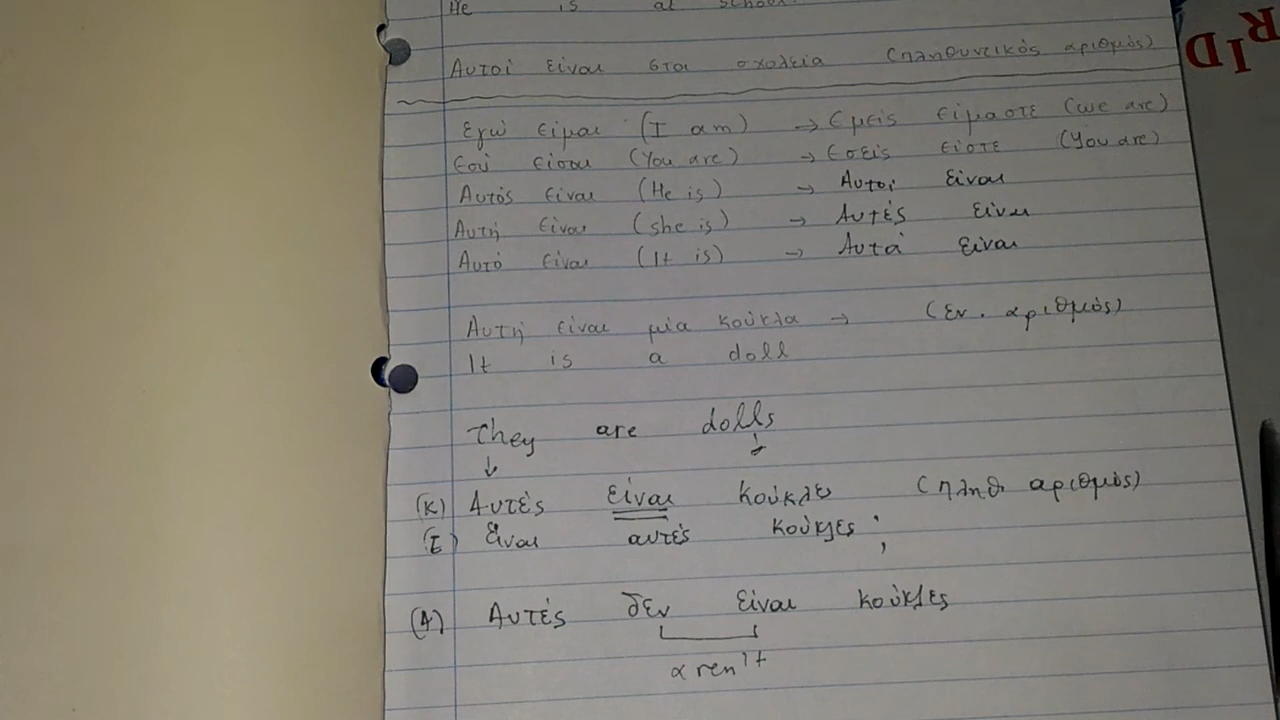 He is at school.
Αυτοί είναι στα σχολεία (πληθυντικός αριθμός)
RID
Εγώ είμαι (I am) → Εμείς είμαστε (we are)
Εσύ είσαι (You are) → Εσείς είστε (You are)
Αυτός είναι (He is) → Αυτοί είναι
Αυτή είναι (she is) → Αυτές είναι
Αυτό είναι (It is) → Αυτά είναι
Αυτή είναι μία κούκλα → (εν. αριθμός)
It is a doll
They are dolls
↓
(Κ) Αυτές είναι κούκλες (πληθ αριθμός)
(Ε) Είναι αυτές κούκλες ;
(Α) Αυτές δεν είναι κούκλες
aren't